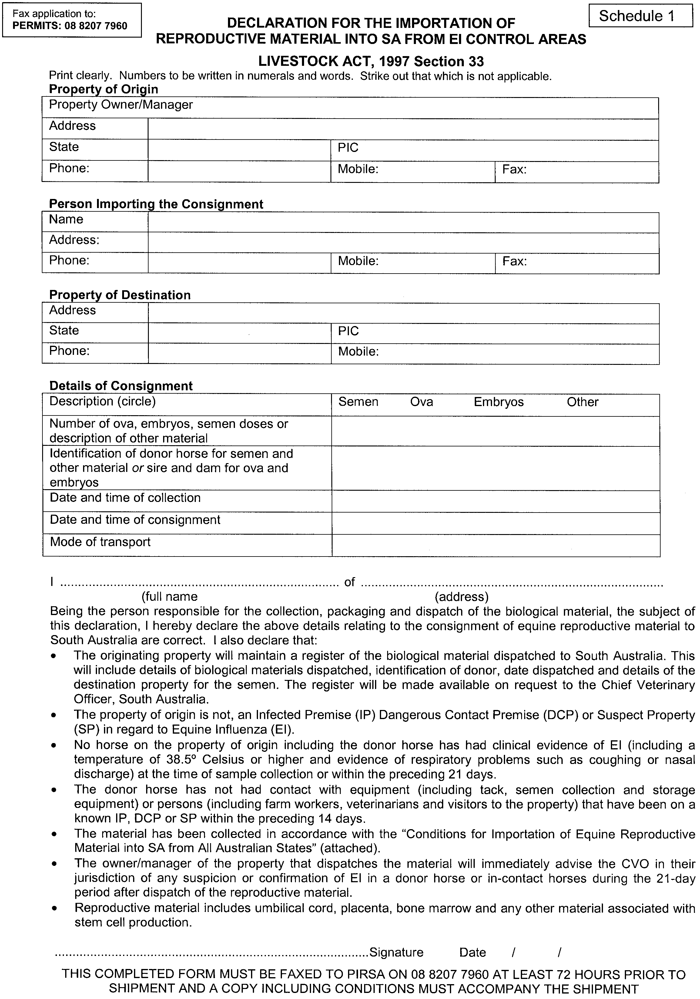 Fax application to:
PERMITS: 08 8207 7960
Schedule 1
DECLARATION FOR THE IMPORTATION OF
REPRODUCTIVE MATERIAL INTO SA FROM EI CONTROL AREAS
LIVESTOCK ACT, 1997 Section 33
Print clearly. Numbers to be written in numerals and words. Strike out that which is not applicable.
Property of Origin
Property Owner/Manager
Address
State PIC
Phone: Mobile: Fax:
Person Importing the Consignment
Name
Address:
Phone: Mobile: Fax:
Property of Destination
Address
State PIC
Phone: Mobile:
Details of Consignment
Description (circle) Semen Ova Embryos Other
Number of ova, embryos, semen doses or
description of other material
Identification of donor horse for semen and
other material or sire and dam for ova and
embryos
Date and time of collection
Date and time of consignment
Mode of transport
I ............................................................................... of ......................................................................................
(full name (address)
Being the person responsible for the collection, packaging and dispatch of the biological material, the subject of
this declaration, I hereby declare the above details relating to the consignment of equine reproductive material to
South Australia are correct. I also declare that:
• The originating property will maintain a register of the biological material dispatched to South Australia. This
will include details of biological materials dispatched, identification of donor, date dispatched and details of the
destination property for the semen. The register will be made available on request to the Chief Veterinary
Officer, South Australia.
• The property of origin is not, an Infected Premise (IP) Dangerous Contact Premise (DCP) or Suspect Property
(SP) in regard to Equine Influenza (EI).
• No horse on the property of origin including the donor horse has had clinical evidence of EI (including a
temperature of 38.5º Celsius or higher and evidence of respiratory problems such as coughing or nasal
discharge) at the time of sample collection or within the preceding 21 days.
• The donor horse has not had contact with equipment (including tack, semen collection and storage
equipment) or persons (including farm workers, veterinarians and visitors to the property) that have been on a
known IP, DCP or SP within the preceding 14 days.
• The material has been collected in accordance with the “Conditions for Importation of Equine Reproductive
Material into SA from All Australian States” (attached).
• The owner/manager of the property that dispatches the material will immediately advise the CVO in their
jurisdiction of any suspicion or confirmation of EI in a donor horse or in-contact horses during the 21-day
period after dispatch of the reproductive material.
• Reproductive material includes umbilical cord, placenta, bone marrow and any other material associated with
stem cell production.
.........................................................................................Signature Date / /
THIS COMPLETED FORM MUST BE FAXED TO PIRSA ON 08 8207 7960 AT LEAST 72 HOURS PRIOR TO
SHIPMENT AND A COPY INCLUDING CONDITIONS MUST ACCOMPANY THE SHIPMENT